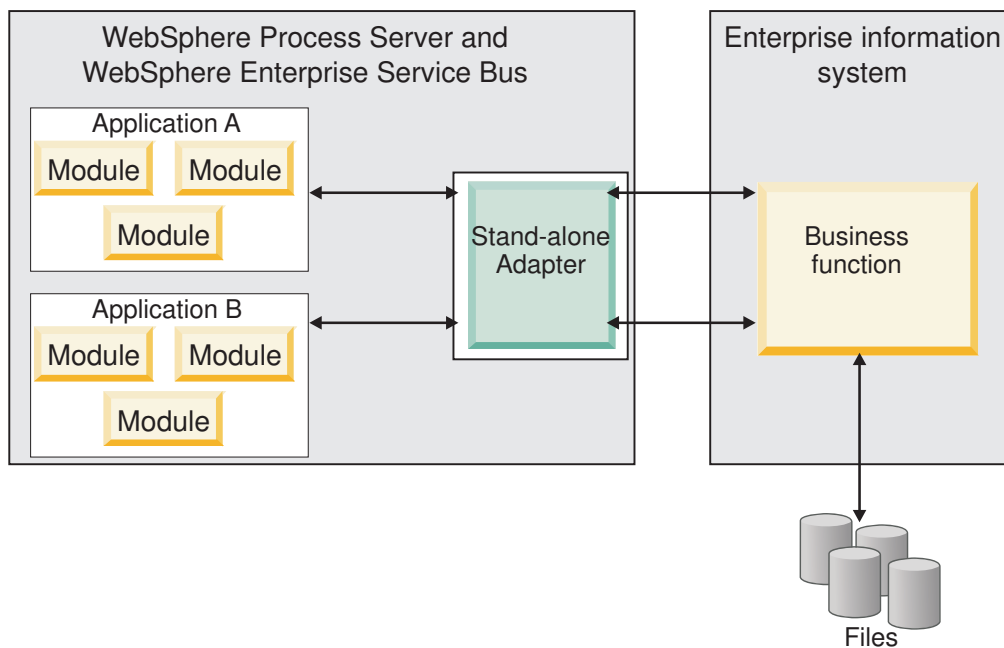 WebSphere Process Server and
WebSphere Enterprise Service Bus
Application A
Module
Module
Module
Application B
Module
Module
Module
Stand-alone
Adapter
Enterprise information
system
Business
function
Files